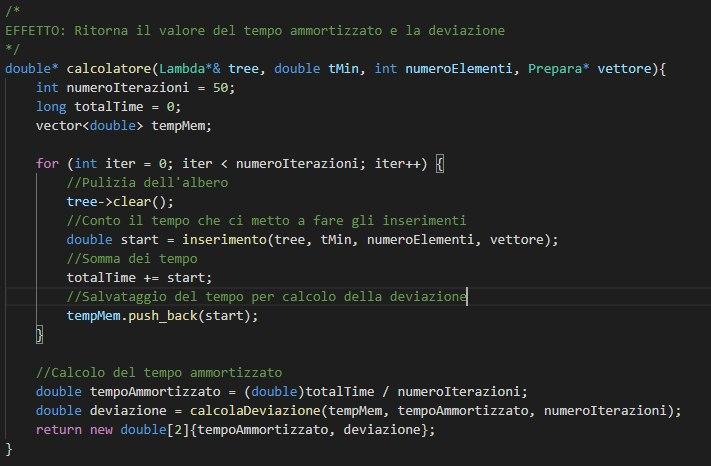 /*
EFFETTO: Ritorna il valore del tempo ammortizzato e la deviazione
*/
double* calcolatore(Lambda*& tree, double tMin, int numeroElementi, Prepara* vettore){
    int numeroIterazioni = 50;
    long totalTime = 0;
    vector<double> tempMem;

    for (int iter = 0; iter < numeroIterazioni; iter++) {
        //Pulizia dell'albero
        tree->clear();
        //Conto il tempo che ci metto a fare gli inserimenti
        double start = inserimento(tree, tMin, numeroElementi, vettore);
        //Somma dei tempo
        totalTime += start;
        //Salvataggio del tempo per calcolo della deviazione
        tempMem.push_back(start);
    }

    //Calcolo del tempo ammortizzato
    double tempoAmmortizzato = (double)totalTime / numeroIterazioni;
    double deviazione = calcolaDeviazione(tempMem, tempoAmmortizzato, numeroIterazioni);
    return new double[2]{tempoAmmortizzato, deviazione};
}